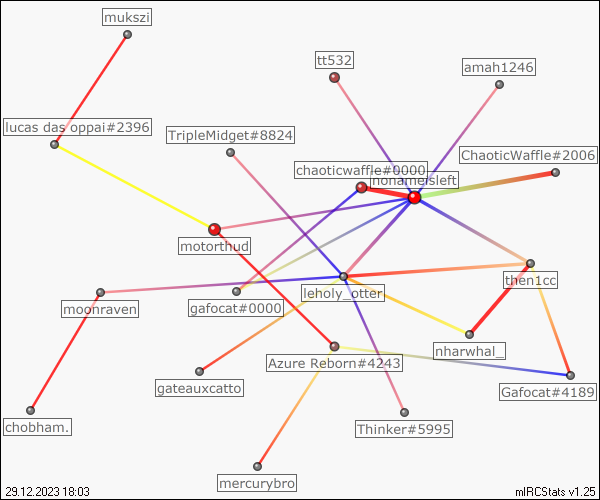 mukszi
tt532
amah1246
lucas das oppai#2396
TripleMidget#8824
ChaoticWaffle#2006
chaoticwaffle#0000
nonameisleft
motorthud
then1cc
leholy_otter
moonraven
gafocat#0000
nharwhal_
Azure Reborn#4243
gateauxcatto
Gafocat#4189
chobham.
Thinker#5995
mercurybro
29.12.2023 18:03
mIRCStats v1.25